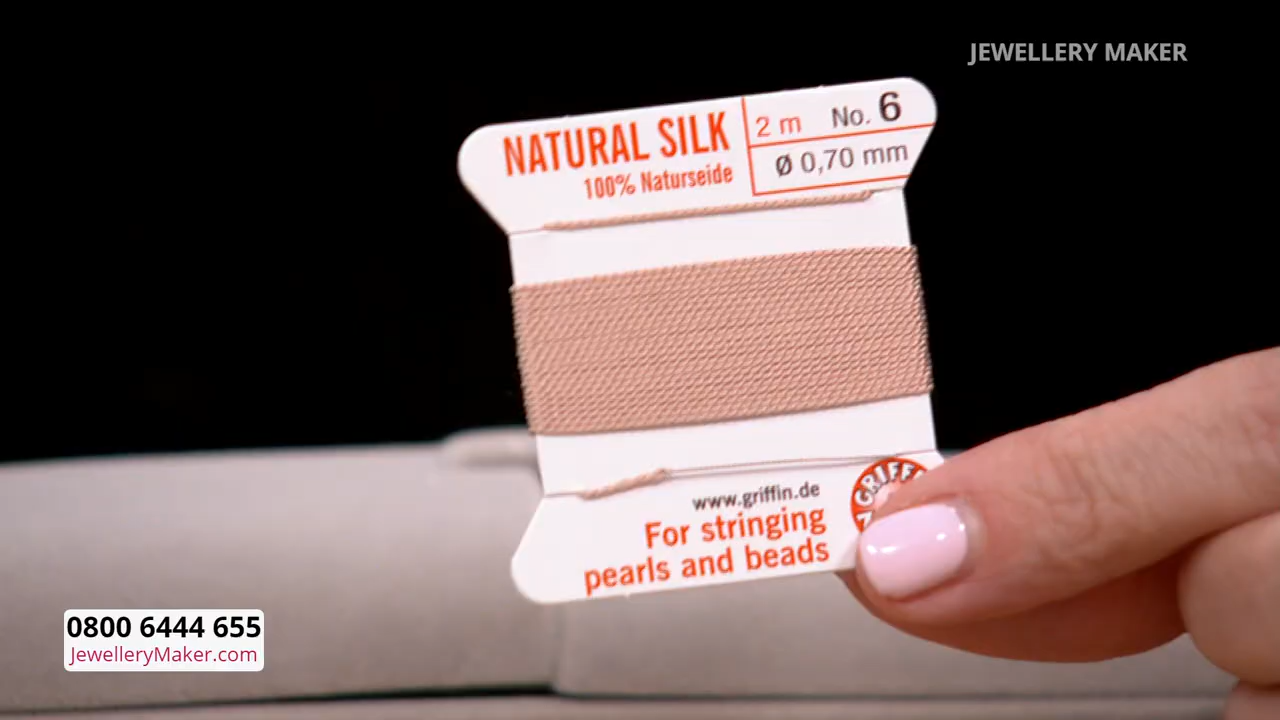 JEWELLERY MAKER
NATURAL SILK
100% Naturseide
2 m No. 6
Ø 0,70 mm
www.griffin.de
For stringing
pearls and beads
0800 6444 655
JewelleryMaker.com